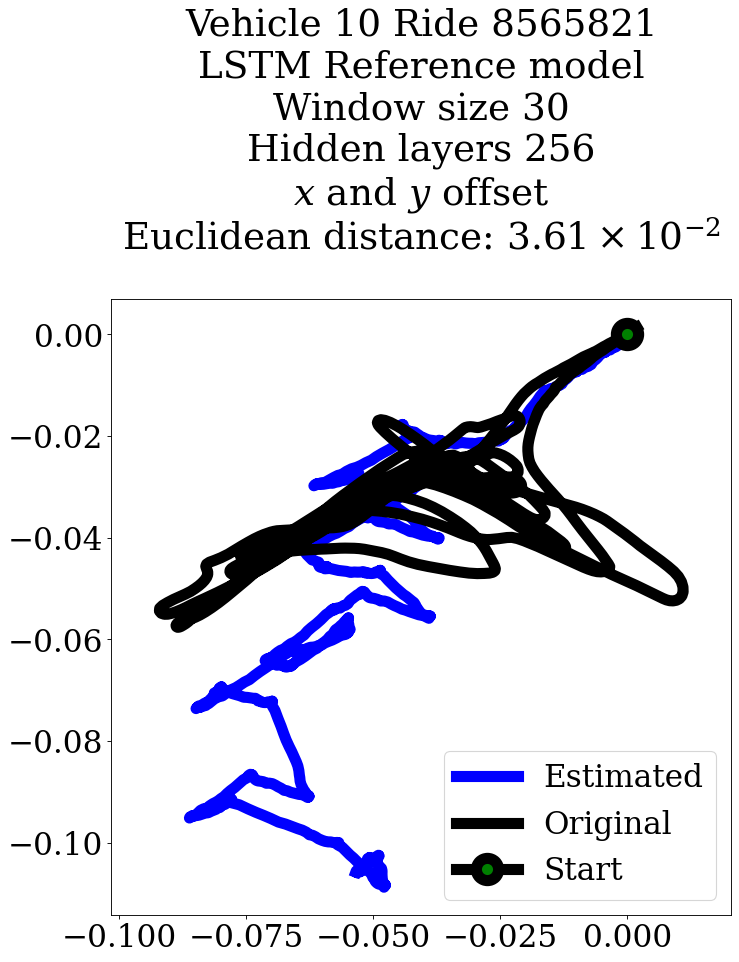 Vehicle 10 Ride 8565821
LSTM Reference model
Window size 30
Hidden layers 256
x and y offset
Euclidean distance: 3.61 × 10⁻²
0.00
−0.02
−0.04
−0.06
−0.08
−0.10
Estimated
Original
Start
−0.100 −0.075 −0.050 −0.025 0.000